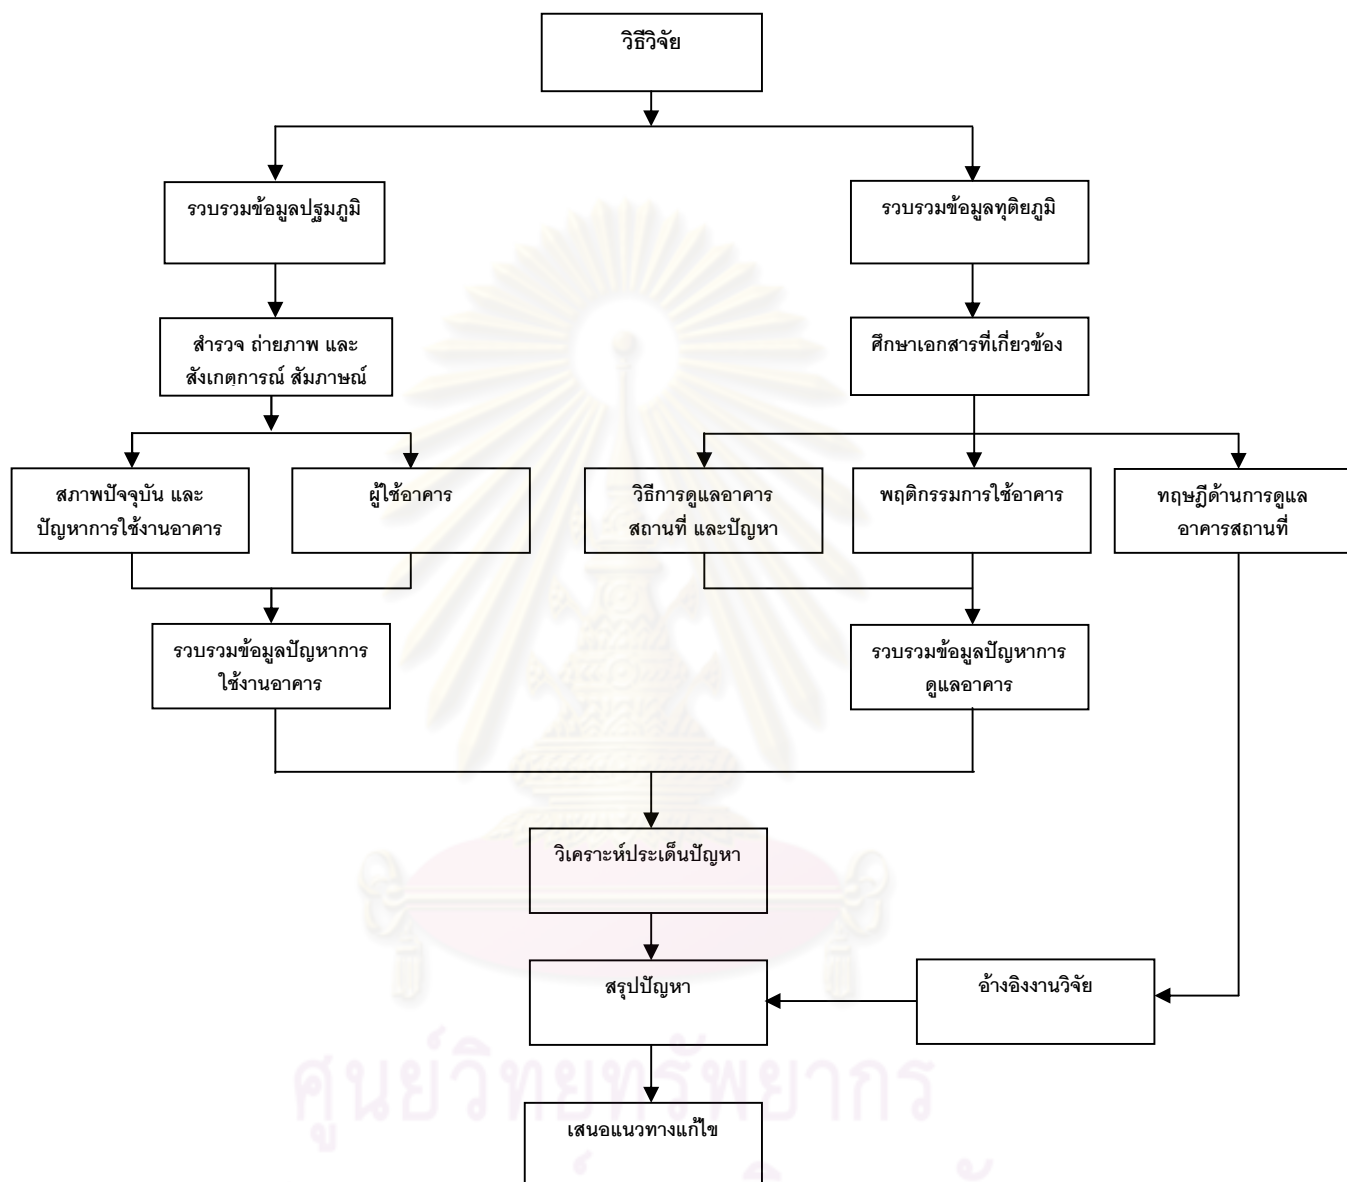 วิธีวิจัย
รวบรวมข้อมูลปฐมภูมิ
รวบรวมข้อมูลทุติยภูมิ
สำรวจ ถ่ายภาพ และ
สังเกตุการณ์ สัมภาษณ์
ศึกษาเอกสารที่เกี่ยวข้อง
สภาพปัจจุบัน และ
ปัญหาการใช้งานอาคาร
ผู้ใช้อาคาร
วิธีการดูแลอาคาร
สถานที่ และปัญหา
พฤติกรรมการใช้อาคาร
ทฤษฎีด้านการดูแล
อาคารสถานที่
รวบรวมข้อมูลปัญหาการ
ใช้งานอาคาร
รวบรวมข้อมูลปัญหาการ
ดูแลอาคาร
วิเคราะห์ประเด็นปัญหา
สรุปปัญหา
อ้างอิงงานวิจัย
เสนอแนวทางแก้ไข
ศูนย์วิทยทรัพยากร